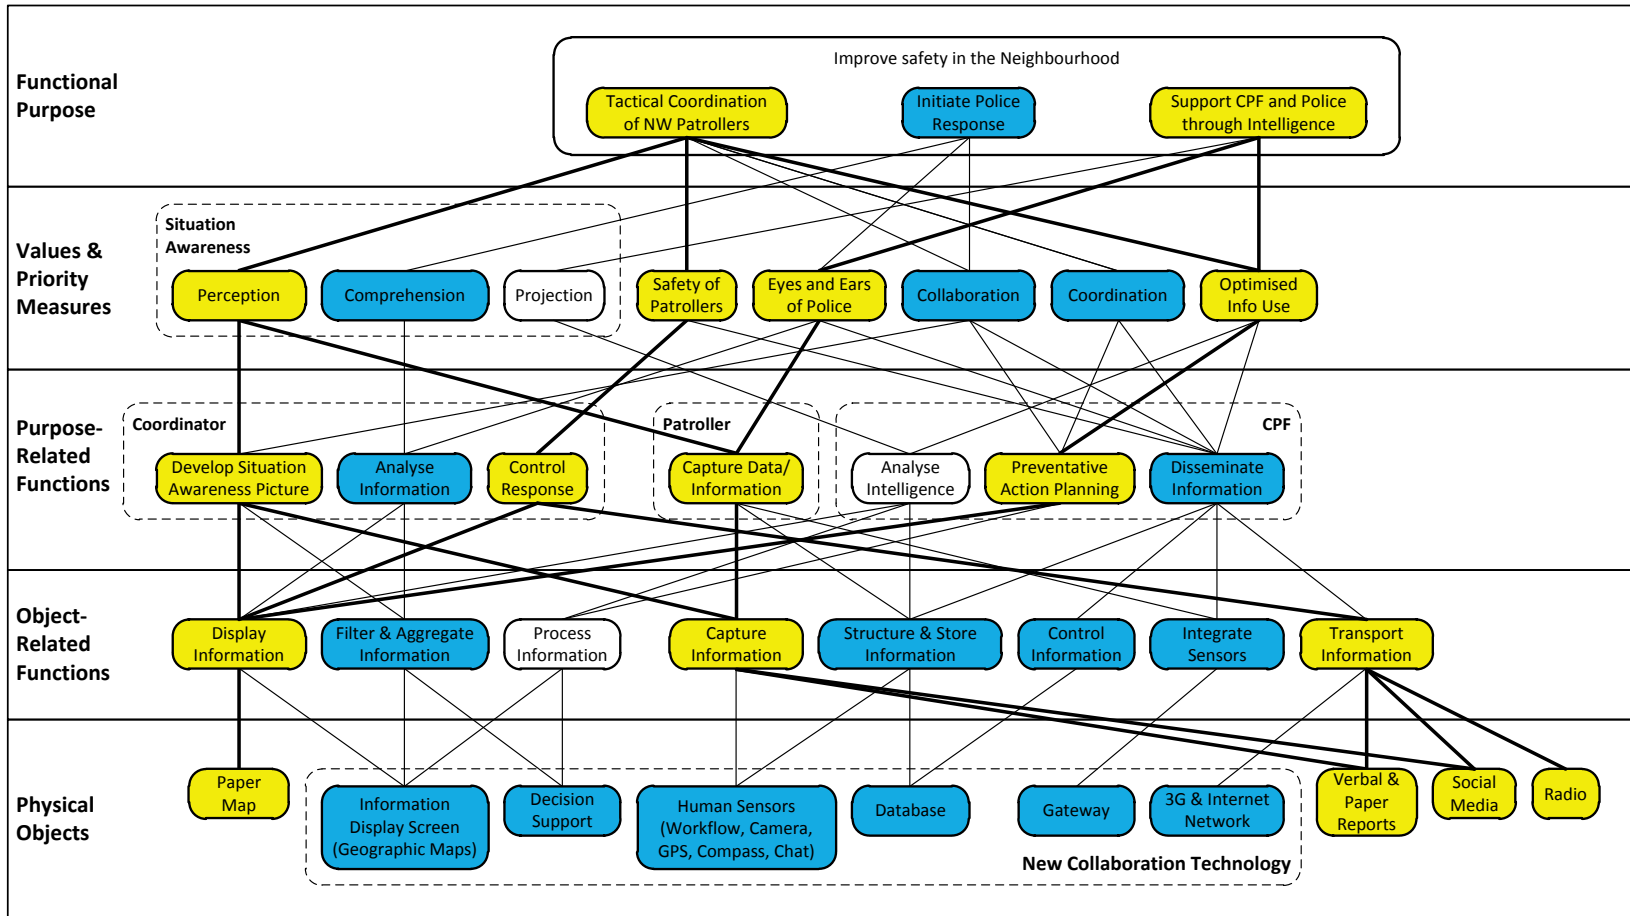 Functional
Purpose
Improve safety in the Neighbourhood
Tactical Coordination
of NW Patrollers
Initiate Police
Response
Support CPF and Police
through Intelligence
Values &
Priority
Measures
Situation
Awareness
Perception
Comprehension
Projection
Safety of
Patrollers
Eyes and Ears
of Police
Collaboration
Coordination
Optimised
Info Use
Purpose-
Related
Functions
Coordinator
Develop Situation
Awareness Picture
Analyse
Information
Control
Response
Patroller
Capture Data/
Information
CPF
Analyse
Intelligence
Preventative
Action Planning
Disseminate
Information
Object-
Related
Functions
Display
Information
Filter & Aggregate
Information
Process
Information
Capture
Information
Structure & Store
Information
Control
Information
Integrate
Sensors
Transport
Information
Physical
Objects
Paper
Map
Information
Display Screen
(Geographic Maps)
Decision
Support
Human Sensors
(Workflow, Camera,
GPS, Compass, Chat)
Database
Gateway
3G & Internet
Network
New Collaboration Technology
Verbal &
Paper
Reports
Social
Media
Radio